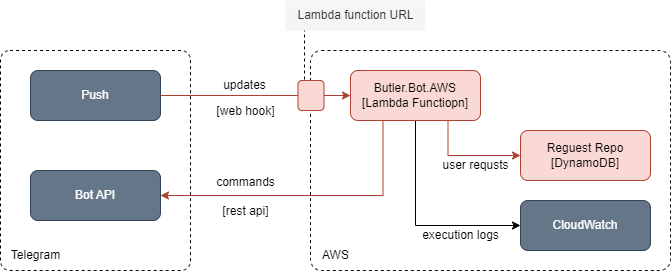 Lambda function URL
Push
updates
[web hook]
Butler.Bot.AWS
[Lambda Functiopn]
Reguest Repo
[DynamoDB]
user requsts
Bot API
commands
[rest api]
execution logs
CloudWatch
Telegram
AWS